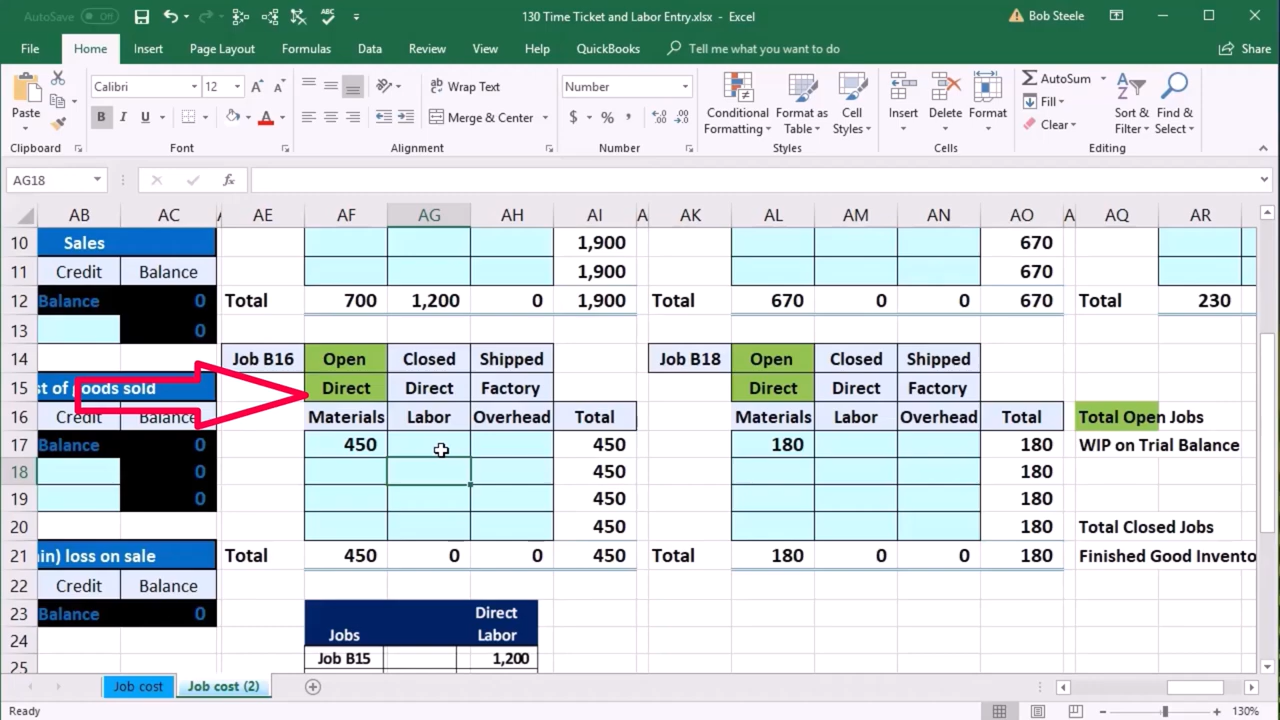 AutoSave Off 130 Time Ticket and Labor Entry.xlsx - Excel Bob Steele
File Home Insert Page Layout Formulas Data Review View Help QuickBooks Tell me what you want to do Share
Paste Calibri 12 Wrap Text Number Conditional Formatting Format as Table Cell Styles Insert Delete Format AutoSum Sort & Filter Find & Select
B I U Merge & Center $ % Fill
Clear
Clipboard Font Alignment Number Styles Cells Editing
AG18 fx
AB AC A AE AF AG AH AI A AK AL AM AN AO A AQ AR
10 Sales 1,900 670
11 Credit Balance 1,900 670
12 Balance 0 Total 700 1,200 0 1,900 Total 670 0 0 670 Total 230
13 0
14 Job B16 Open Closed Shipped Job B18 Open Closed Shipped
15 st of goods sold Direct Direct Factory Direct Direct Factory
16 Credit Balance Materials Labor Overhead Total Materials Labor Overhead Total Total Open Jobs
17 Balance 0 450 450 180 180 WIP on Trial Balance
18 0 450 180
19 0 450 180
20 450 180 Total Closed Jobs
21 in) loss on sale Total 450 0 0 450 Total 180 0 0 180 Finished Good Invento
22 Credit Balance
23 Balance 0 Direct
24 Jobs Labor
25 Job B15 1,200
Job cost Job cost (2)
Ready 130%